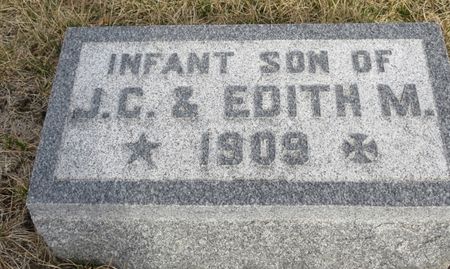 INFANT SON OF
J.C. & EDITH M.
1909